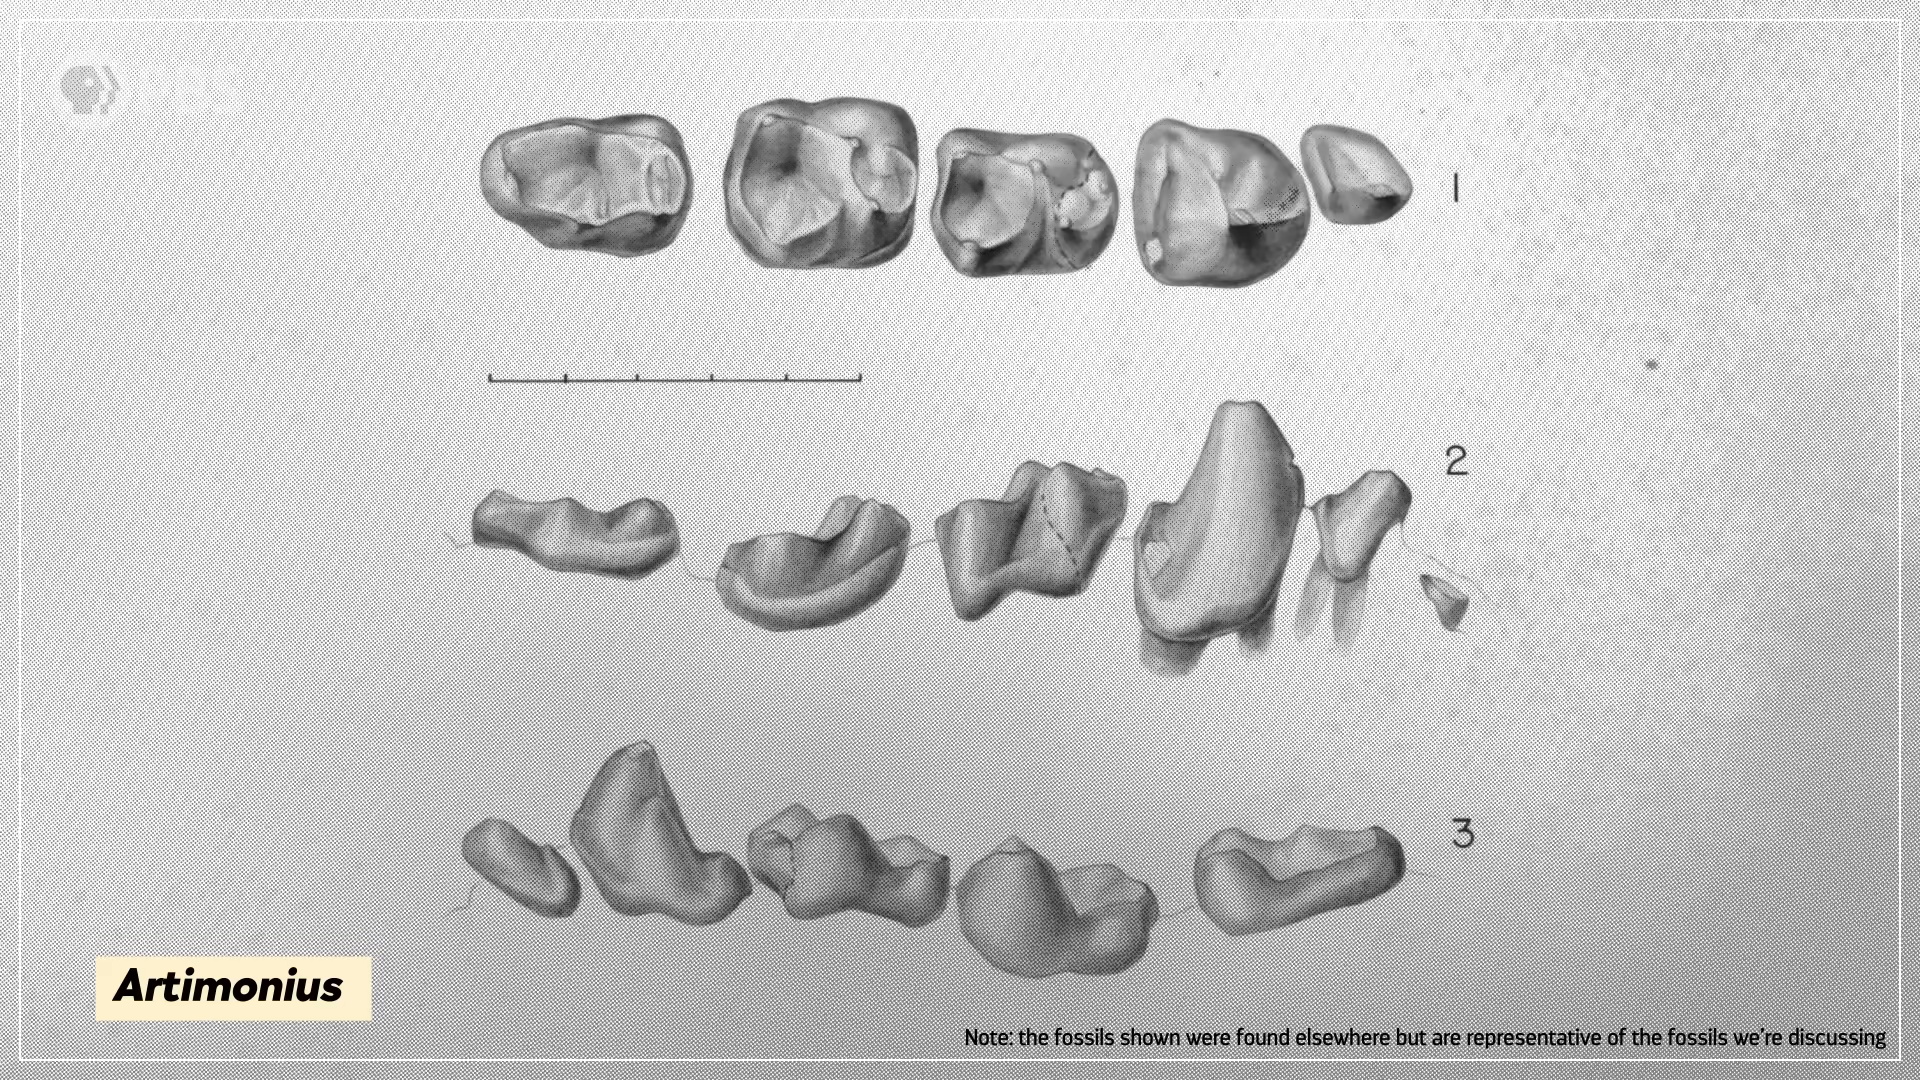 PBS
1
2
3
Artimonius
Note: the fossils shown were found elsewhere but are representative of the fossils we're discussing